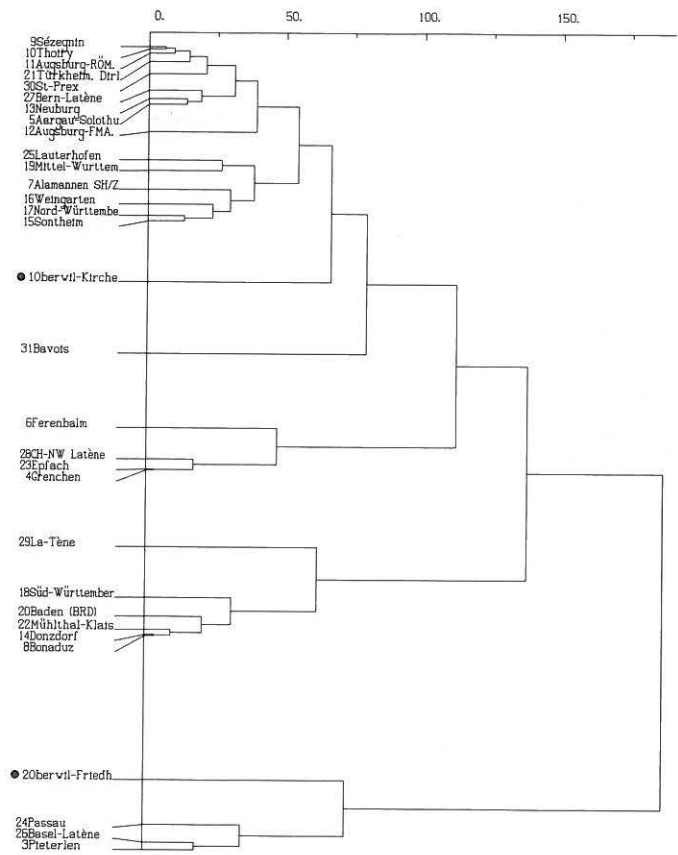 0. 50. 100. 150.
9Sézegnin
10Thoiry
11Augsburg-RÖM.
21Türkheim. Dirl
30St-Prex
27Bern-Latène
13Neuburg
5Aargau-Solothu
12Augsburg-FMA.
25Lauterhofen
19Mittel-Wurttem
7Alamannen SH/Z
16Weingarten
17Nord-Württembe
15Sontheim
1Oberwil-Kirche
31Bavois
6Ferenbalm
28CH-NW Latène
23Epfach
4Grenchen
29La-Tène
18Süd-Württember
20Baden (BRD)
22Mühlthal-Klais
14Donzdorf
8Bonaduz
2Oberwil-Friedh
24Passau
26Basel-Latène
3Pieterlen